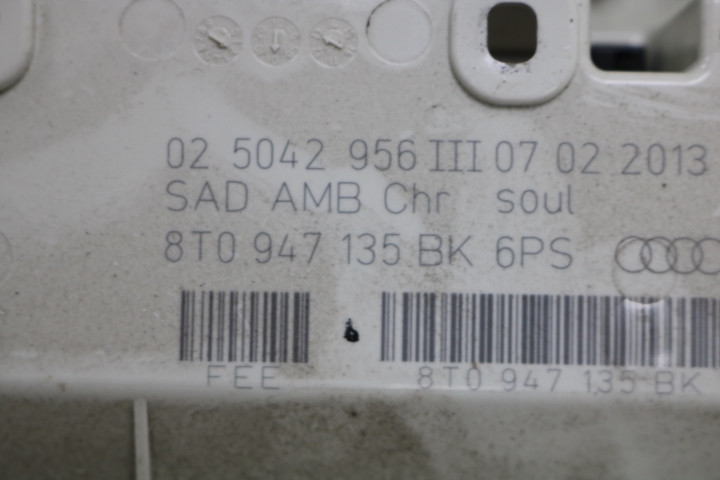 02 5042 956 III 07 02 2013
SAD AMB Chr soul
8T0 947 135 BK 6PS
FEE
8T0 947 135 BK